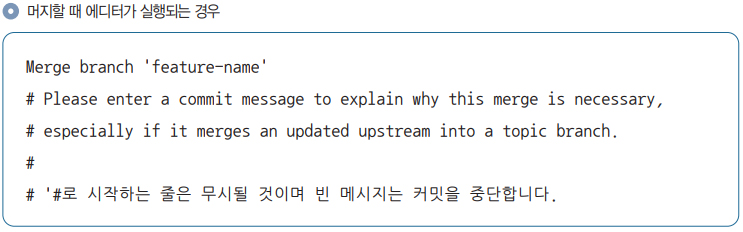 머지할 때 에디터가 실행되는 경우
Merge branch 'feature-name'
# Please enter a commit message to explain why this merge is necessary,
# especially if it merges an updated upstream into a topic branch.
#
# '#로 시작하는 줄은 무시될 것이며 빈 메시지는 커밋을 중단합니다.